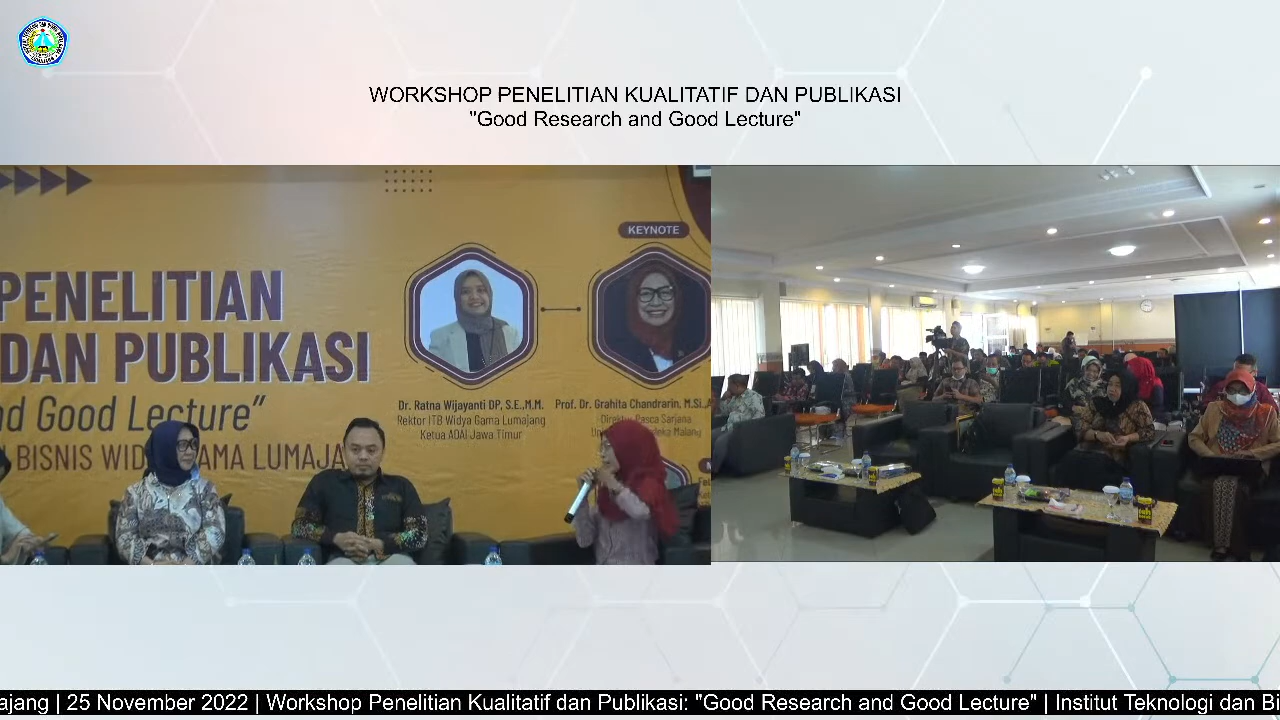 WORKSHOP PENELITIAN KUALITATIF DAN PUBLIKASI
"Good Research and Good Lecture"
KEYNOTE
PENELITIAN
DAN PUBLIKASI
nd Good Lecture"
BISNIS WID AMA LUMAJA
Dr. Ratna Wijayanti DP, S.E.,M.M.
Rektor ITB Widya Gama Lumajang
Ketua ADAI Jawa Timur
Prof. Dr. Grahita Chandrarin, M.Si.,A
Direktur Pasca Sarjana
Malang
ajang | 25 November 2022 | Workshop Penelitian Kualitatif dan Publikasi: "Good Research and Good Lecture" | Institut Teknologi dan Bi